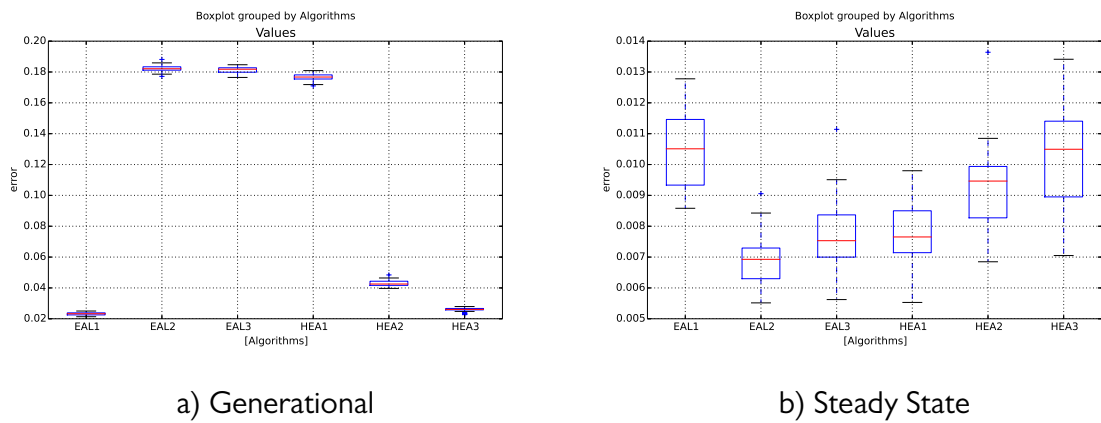 Boxplot grouped by Algorithms
Values
0.20
0.18
0.16
0.14
0.12
0.10
0.08
0.06
0.04
0.02
error
EAL1 EAL2 EAL3 HEA1 HEA2 HEA3
[Algorithms]
a) Generational
Boxplot grouped by Algorithms
Values
0.014
0.013
0.012
0.011
0.010
0.009
0.008
0.007
0.006
0.005
error
EAL1 EAL2 EAL3 HEA1 HEA2 HEA3
[Algorithms]
b) Steady State